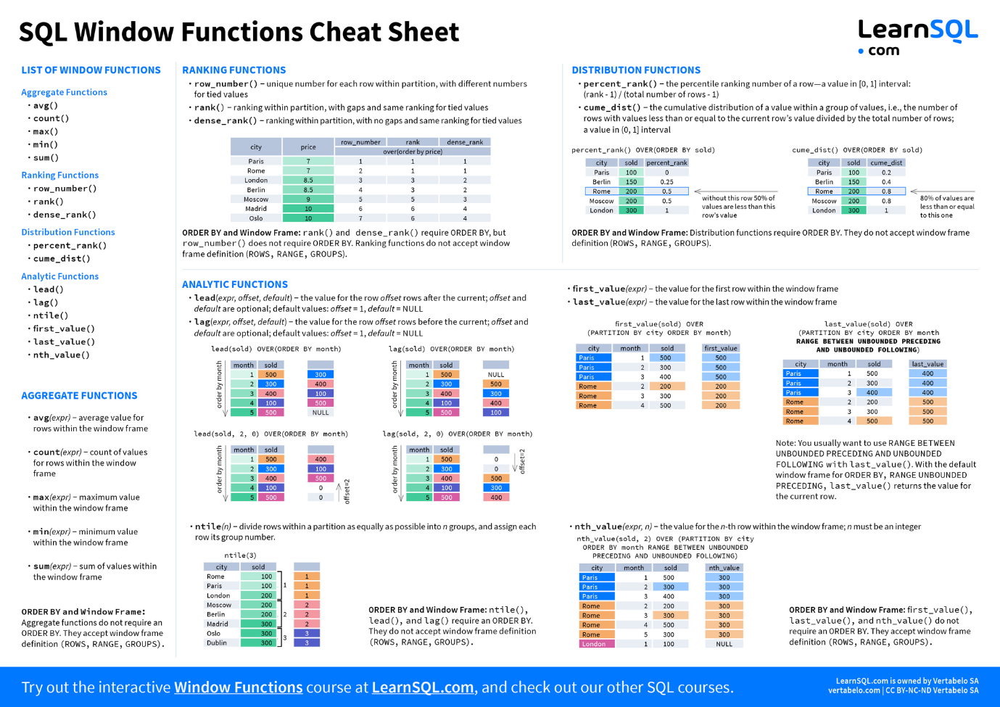 SQL Window Functions Cheat Sheet
LearnSQL
• com
LIST OF WINDOW FUNCTIONS
Aggregate Functions
• avg()
• count()
• max()
• min()
• sum()
Ranking Functions
• row_number()
• rank()
• dense_rank()
Distribution Functions
• percent_rank()
• cume_dist()
Analytic Functions
• lead()
• lag()
• ntile()
• first_value()
• last_value()
• nth_value()
AGGREGATE FUNCTIONS
• avg(expr) – average value for
rows within the window frame
• count(expr) – count of values
for rows within the window
frame
• max(expr) – maximum value
within the window frame
• min(expr) – minimum value
within the window frame
• sum(expr) – sum of values within
the window frame
ORDER BY and Window Frame:
Aggregate functions do not require an
ORDER BY. They accept window frame
definition (ROWS, RANGE, GROUPS).
RANKING FUNCTIONS
• row_number() – unique number for each row within partition, with different numbers
for tied values
• rank() – ranking within partition, with gaps and same ranking for tied values
• dense_rank() – ranking within partition, with no gaps and same ranking for tied values
city price row_number rank dense_rank
over(order by price)
Paris 7 1 1 1
Rome 7 2 1 1
London 8.5 3 3 2
Berlin 8.5 4 3 2
Moscow 9 5 5 3
Madrid 10 6 6 4
Oslo 10 7 6 4
ORDER BY and Window Frame: rank() and dense_rank() require ORDER BY, but
row_number() does not require ORDER BY. Ranking functions do not accept window
frame definition (ROWS, RANGE, GROUPS).
DISTRIBUTION FUNCTIONS
• percent_rank() – the percentile ranking number of a row—a value in [0, 1] interval:
(rank - 1) / (total number of rows - 1)
• cume_dist() – the cumulative distribution of a value within a group of values, i.e., the number of
rows with values less than or equal to the current row’s value divided by the total number of rows;
a value in (0, 1] interval
percent_rank() OVER(ORDER BY sold)
city sold percent_rank
Paris 100 0
Berlin 150 0.25
Rome 200 0.5
Moscow 200 0.5
London 300 1
without this row 50% of
values are less than this
row’s value
cume_dist() OVER(ORDER BY sold)
city sold cume_dist
Paris 100 0.2
Berlin 150 0.4
Rome 200 0.8
Moscow 200 0.8
London 300 1
80% of values are
less than or equal
to this one
ORDER BY and Window Frame: Distribution functions require ORDER BY. They do not accept window frame
definition (ROWS, RANGE, GROUPS).
ANALYTIC FUNCTIONS
• lead(expr, offset, default) – the value for the row offset rows after the current; offset and
default are optional; default values: offset = 1, default = NULL
• lag(expr, offset, default) – the value for the row offset rows before the current; offset and
default are optional; default values: offset = 1, default = NULL
lead(sold) OVER(ORDER BY month)
order by month
month sold
1 500 300
2 300 400
3 400 100
4 100 500
5 500 NULL
lag(sold) OVER(ORDER BY month)
order by month
month sold
1 500 NULL
2 300 500
3 400 300
4 100 400
5 500 100
lead(sold, 2, 0) OVER(ORDER BY month)
order by month
month sold
1 500 400
2 300 100
3 400 500
4 100 0
5 500 0
offset=2
lag(sold, 2, 0) OVER(ORDER BY month)
order by month
month sold
1 500 0
2 300 0
3 400 500
4 100 300
5 500 400
offset=2
• ntile(n) – divide rows within a partition as equally as possible into n groups, and assign each
row its group number.
ntile(3)
city sold
Rome 100 1
Paris 100 1 1
London 200 1
Moscow 200 2
Berlin 200 2 2
Madrid 300 2
Oslo 300 3 3
Dublin 300 3
ORDER BY and Window Frame: ntile(),
lead(), and lag() require an ORDER BY.
They do not accept window frame definition
(ROWS, RANGE, GROUPS).
• first_value(expr) – the value for the first row within the window frame
• last_value(expr) – the value for the last row within the window frame
first_value(sold) OVER
(PARTITION BY city ORDER BY month)
city month sold first_value
Paris 1 500 500
Paris 2 300 500
Paris 3 400 500
Rome 2 200 200
Rome 3 300 200
Rome 4 500 200
last_value(sold) OVER
(PARTITION BY city ORDER BY month
RANGE BETWEEN UNBOUNDED PRECEDING
AND UNBOUNDED FOLLOWING)
city month sold last_value
Paris 1 500 400
Paris 2 300 400
Paris 3 400 400
Rome 2 200 500
Rome 3 300 500
Rome 4 500 500
Note: You usually want to use RANGE BETWEEN
UNBOUNDED PRECEDING AND UNBOUNDED
FOLLOWING with last_value(). With the default
window frame for ORDER BY, RANGE UNBOUNDED
PRECEDING, last_value() returns the value for
the current row.
• nth_value(expr, n) – the value for the n-th row within the window frame; n must be an integer
nth_value(sold, 2) OVER (PARTITION BY city
ORDER BY month RANGE BETWEEN UNBOUNDED
PRECEDING AND UNBOUNDED FOLLOWING)
city month sold nth_value
Paris 1 500 300
Paris 2 300 300
Paris 3 400 300
Rome 2 200 300
Rome 3 300 300
Rome 4 500 300
Rome 5 300 300
London 1 100 NULL
ORDER BY and Window Frame: first_value(),
last_value(), and nth_value() do not
require an ORDER BY. They accept window frame
definition (ROWS, RANGE, GROUPS).
Try out the interactive Window Functions course at LearnSQL.com, and check out our other SQL courses.
LearnSQL.com is owned by Vertabelo SA
vertabelo.com | CC BY-NC-ND Vertabelo SA